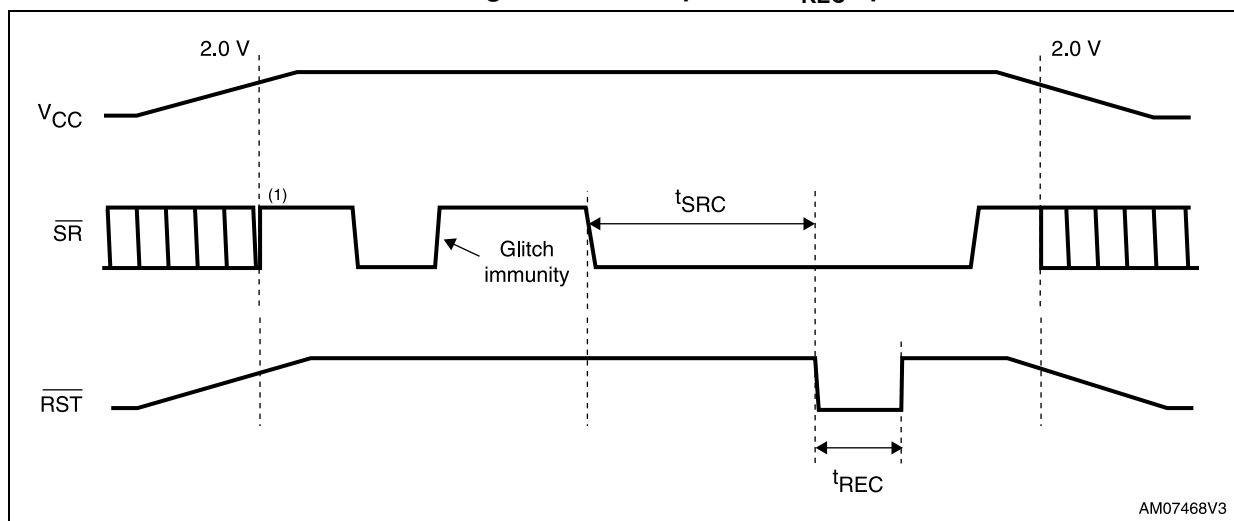 2.0 V
2.0 V
VCC
(1)
SR
tSRC
Glitch
immunity
RST
tREC
AM07468V3